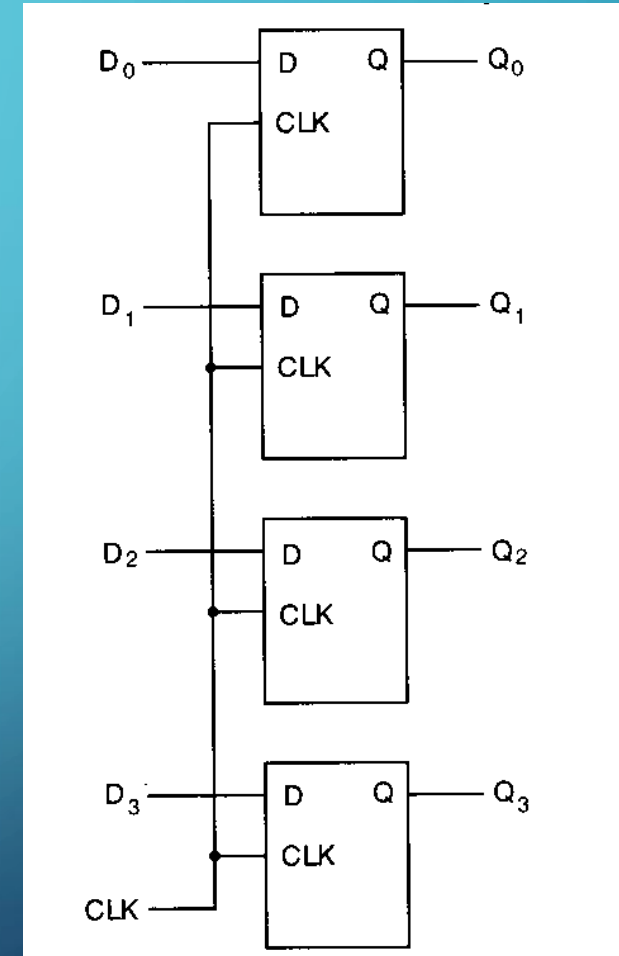 D₀ D Q Q₀
CLK
D₁ D Q Q₁
CLK
D₂ D Q Q₂
CLK
D₃ D Q Q₃
CLK
CLK